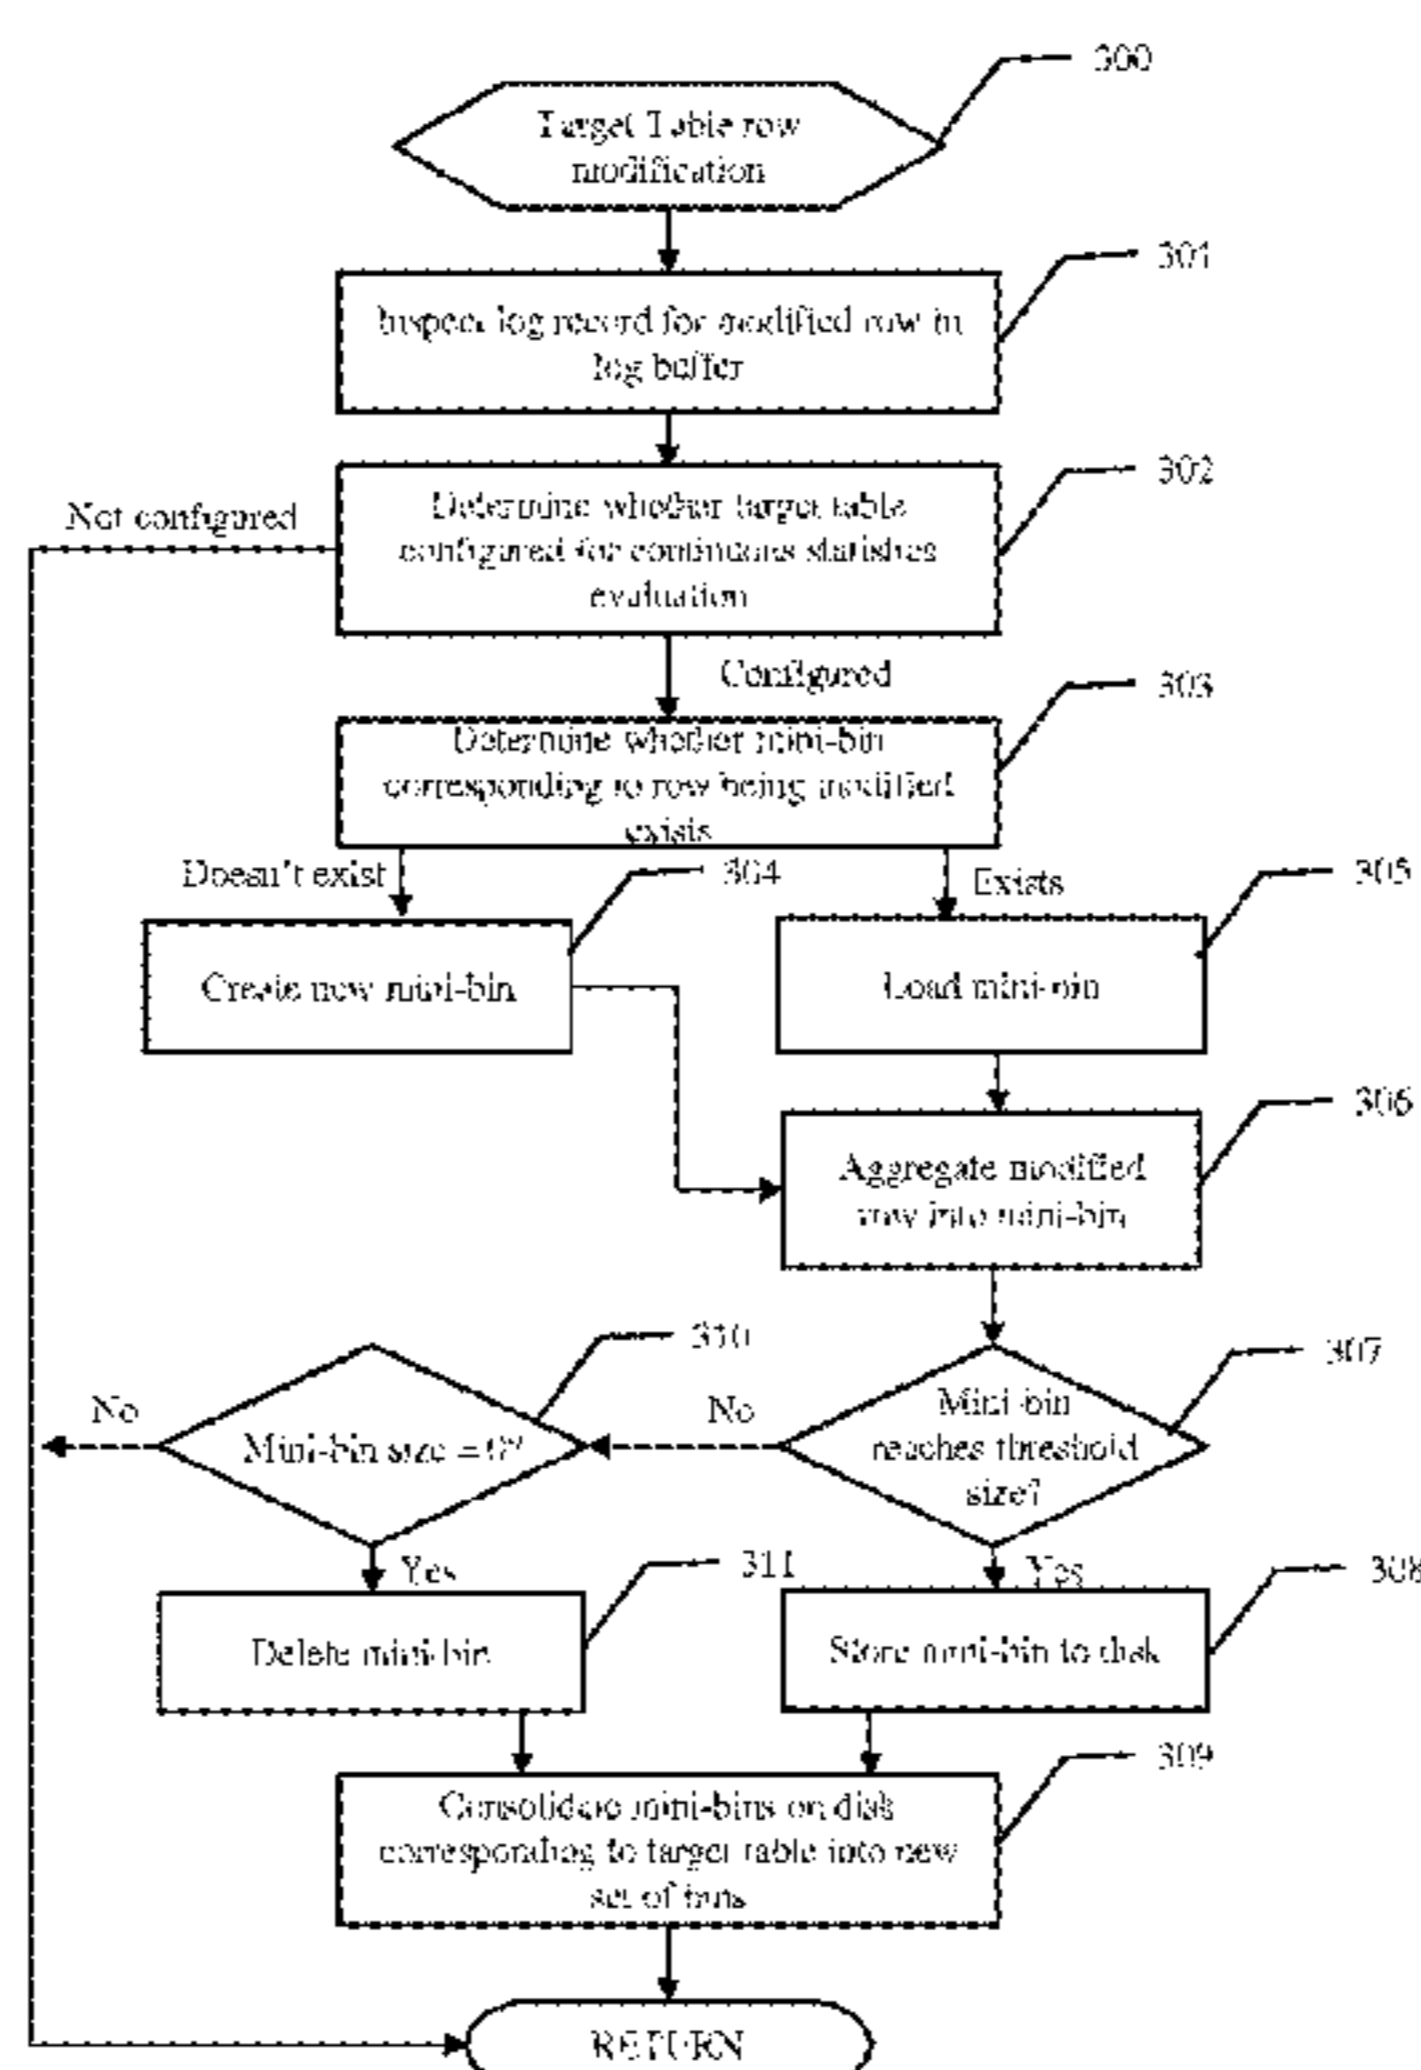 300
Target Table row
modification
301
Inspect log record for modified row in
log buffer
302
Not configured
Determine whether target table
configured for continuous statistics
evaluation
Configured
303
Determine whether mini-bin
corresponding to row being modified
exists
Doesn't exist
304
Exists
305
Create new mini-bin
Load mini-bin
306
Aggregate modified
row into mini-bin
310
307
No
Mini-bin size = 0?
No
Mini-bin
reaches threshold
size?
Yes
311
Yes
308
Delete mini-bin
Store mini-bin to disk
309
Consolidate mini-bins on disk
corresponding to target table into new
set of bins
RETURN